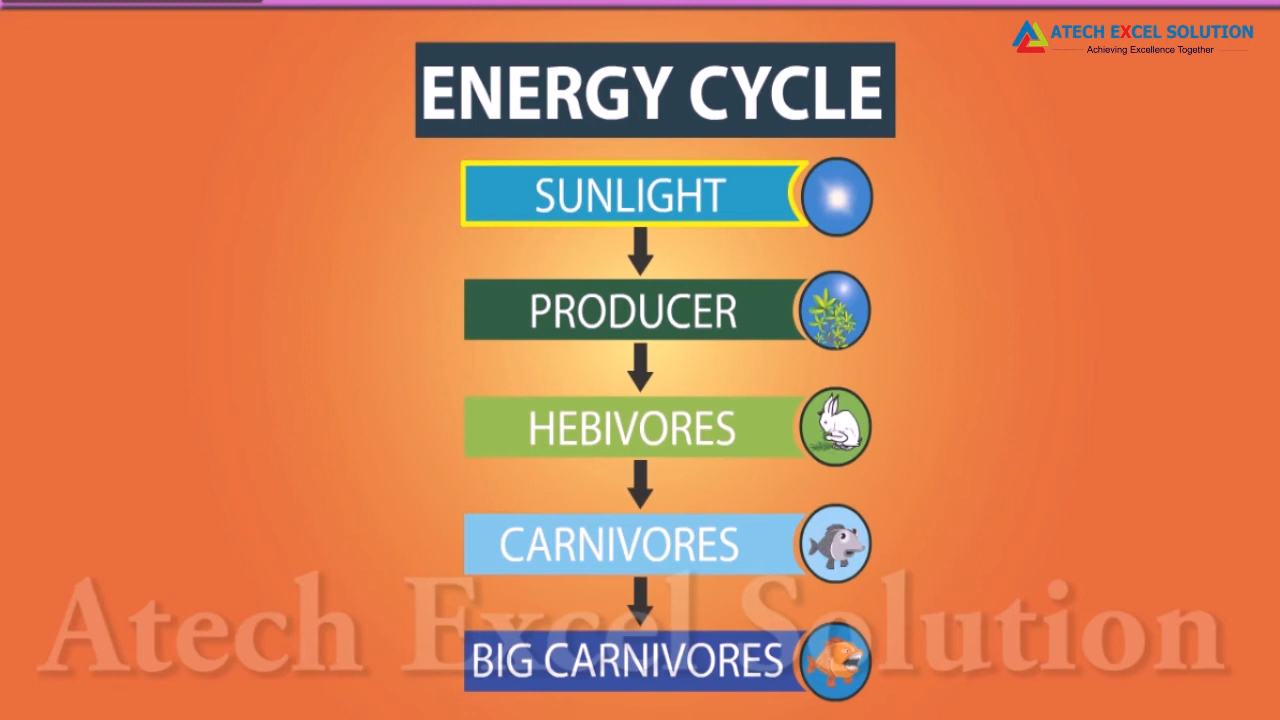 ATECH EXCEL SOLUTION
Achieving Excellence Together
ENERGY CYCLE
SUNLIGHT
PRODUCER
HEBIVORES
CARNIVORES
BIG CARNIVORES
Atech Excel Solution